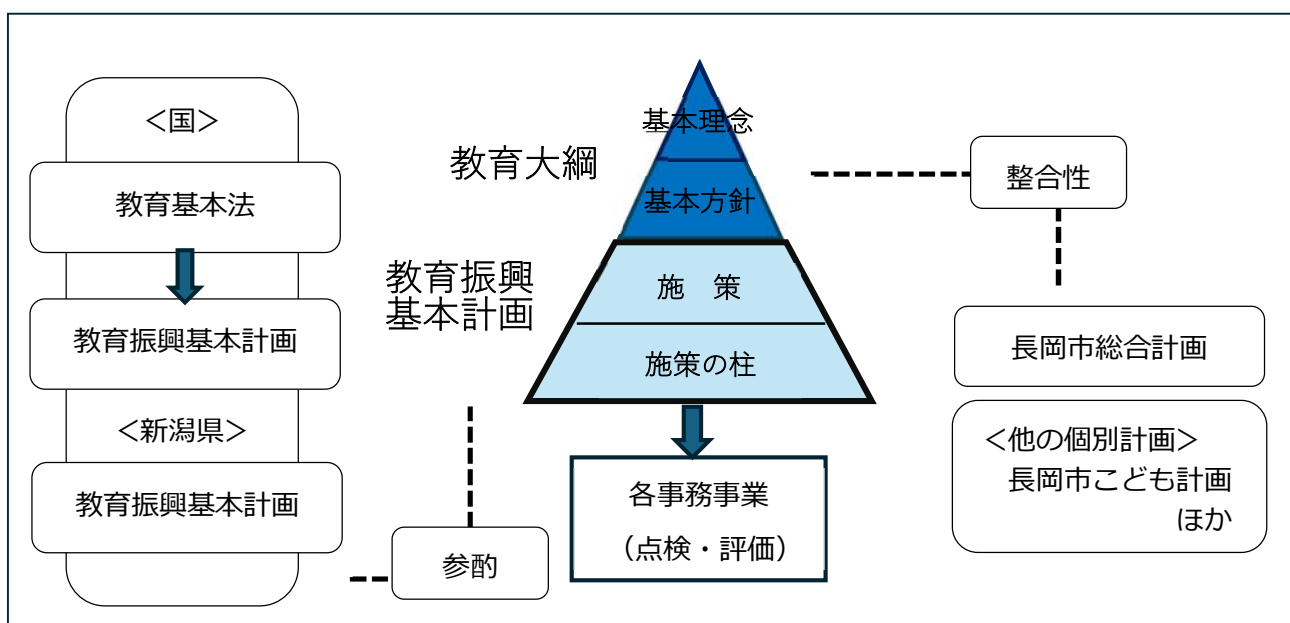 <国>
教育基本法
教育振興基本計画
<新潟県>
教育振興基本計画
参酌
教育大綱
基本理念
基本方針
教育振興
基本計画
施　策
施策の柱
各事務事業
（点検・評価）
整合性
長岡市総合計画
<他の個別計画>
長岡市こども計画
ほか